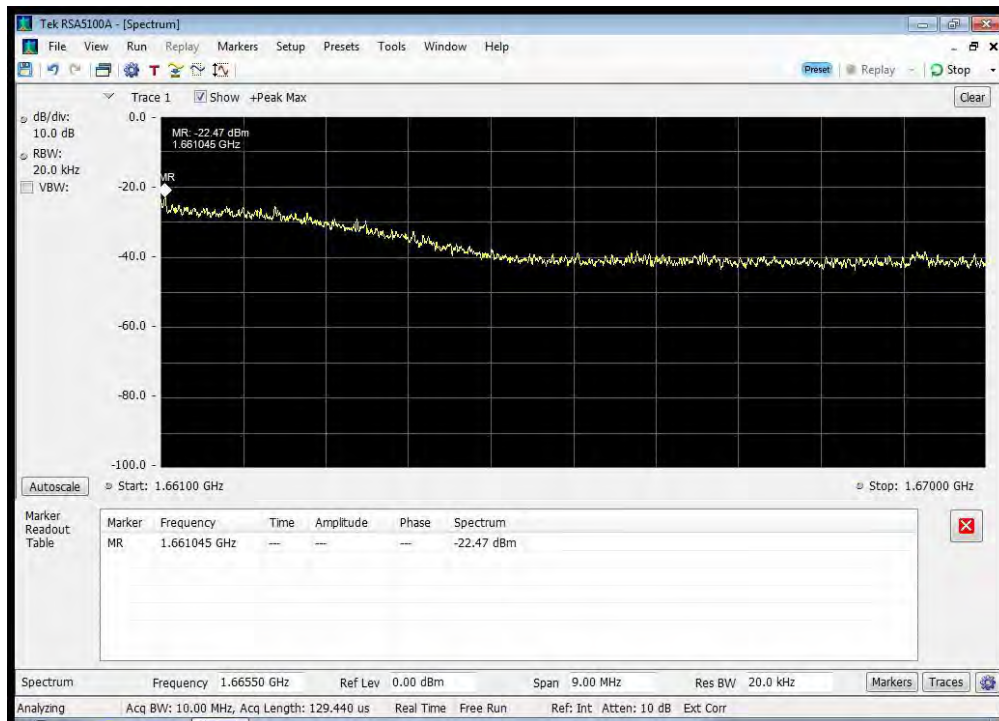 Tek RSA5100A - [Spectrum]
File View Run Replay Markers Setup Presets Tools Window Help
T
Preset Replay Stop
Trace 1 Show +Peak Max Clear
dB/div:
10.0 dB
RBW:
20.0 kHz
VBW:
0.0
MR: -22.47 dBm
1.661045 GHz
MR
-20.0
-40.0
-60.0
-80.0
-100.0
Autoscale Start: 1.66100 GHz Stop: 1.67000 GHz
Marker
Readout
Table
Marker Frequency Time Amplitude Phase Spectrum
MR 1.661045 GHz --- --- --- -22.47 dBm
Spectrum Frequency 1.66550 GHz Ref Lev 0.00 dBm Span 9.00 MHz Res BW 20.0 kHz Markers Traces
Analyzing Acq BW: 10.00 MHz, Acq Length: 129.440 us Real Time Free Run Ref: Int Atten: 10 dB Ext Corr